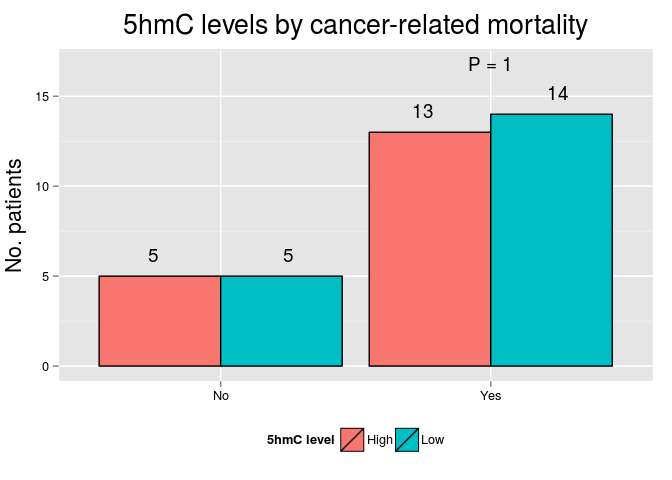 5hmC levels by cancer-related mortality
P = 1
15
14
13
10
No. patients
5 5
5
0
No Yes
5hmC level High Low